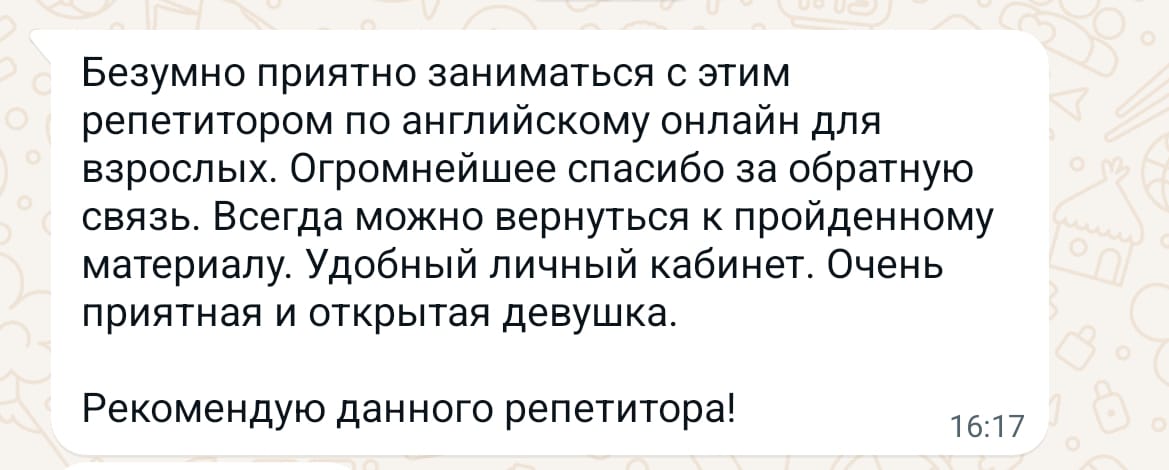 Безумно приятно заниматься с этим
репетитором по английскому онлайн для
взрослых. Огромнейшее спасибо за обратную
связь. Всегда можно вернуться к пройденному
материалу. Удобный личный кабинет. Очень
приятная и открытая девушка.
Рекомендую данного репетитора!
16:17